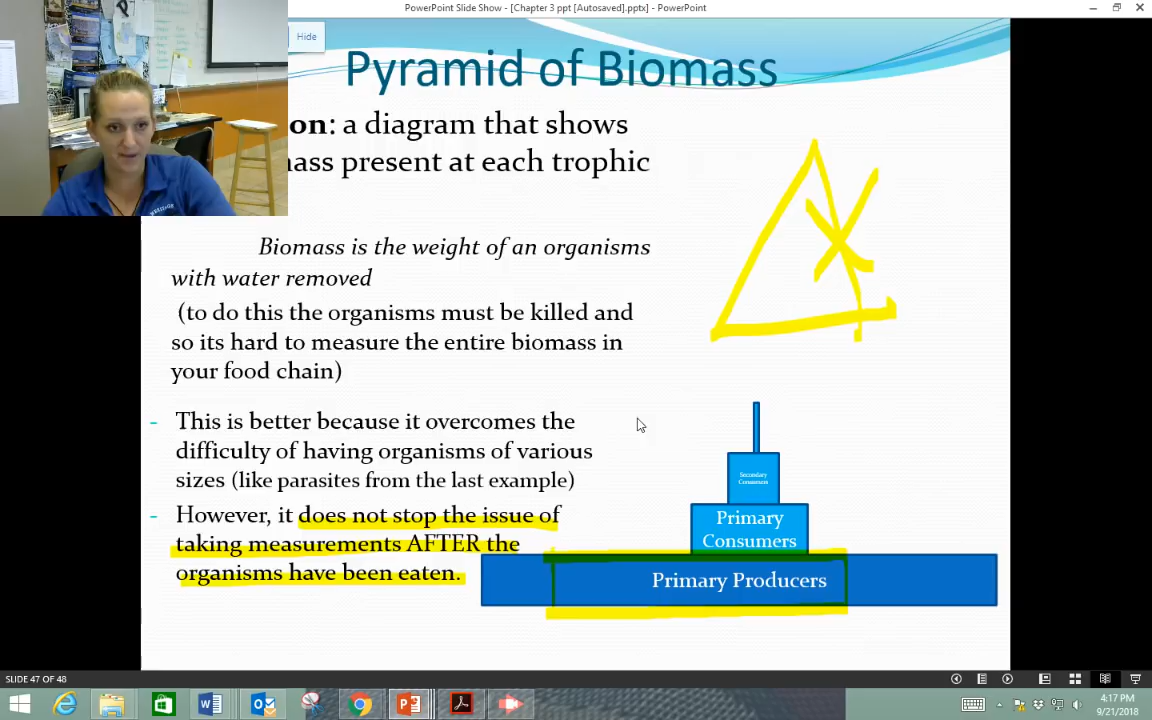 PowerPoint Slide Show - [Chapter 3 ppt [Autosaved].pptx] - PowerPoint
Hide
Pyramid of Biomass
on: a diagram that shows
ass present at each trophic
Biomass is the weight of an organisms
with water removed
(to do this the organisms must be killed and
so its hard to measure the entire biomass in
your food chain)
- This is better because it overcomes the
difficulty of having organisms of various
sizes (like parasites from the last example)
- However, it does not stop the issue of
taking measurements AFTER the
organisms have been eaten.
Secondary
Consumers
Primary
Consumers
Primary Producers
SLIDE 47 OF 48
4:17 PM
9/21/2018